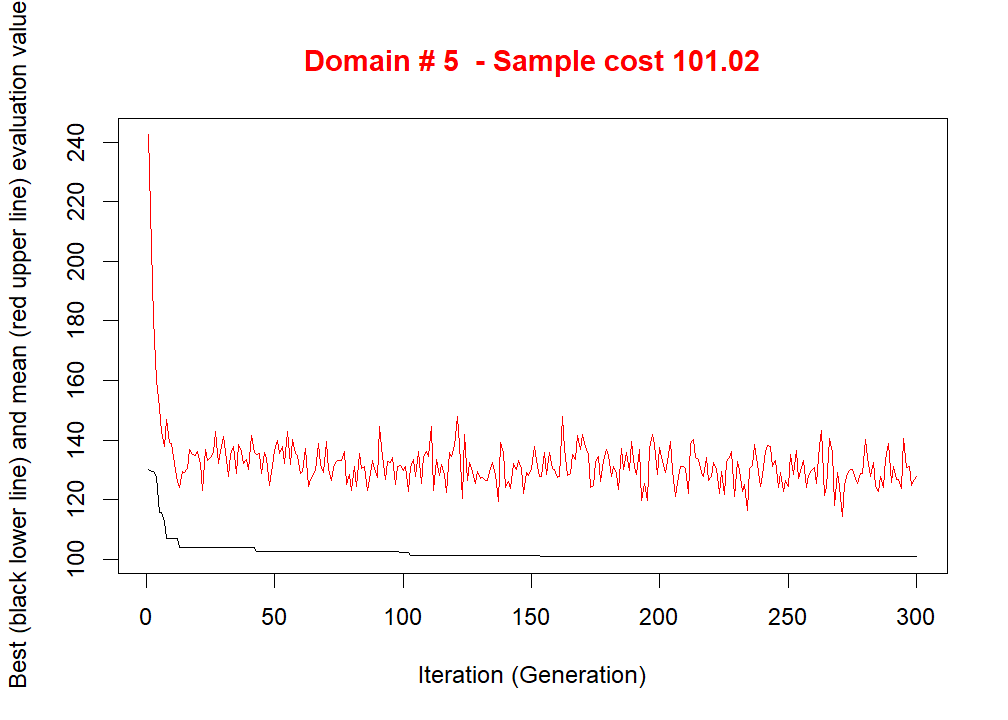 Domain # 5  - Sample cost 101.02
Best (black lower line) and mean (red upper line) evaluation value
240
220
200
180
160
140
120
100
0 50 100 150 200 250 300
Iteration (Generation)